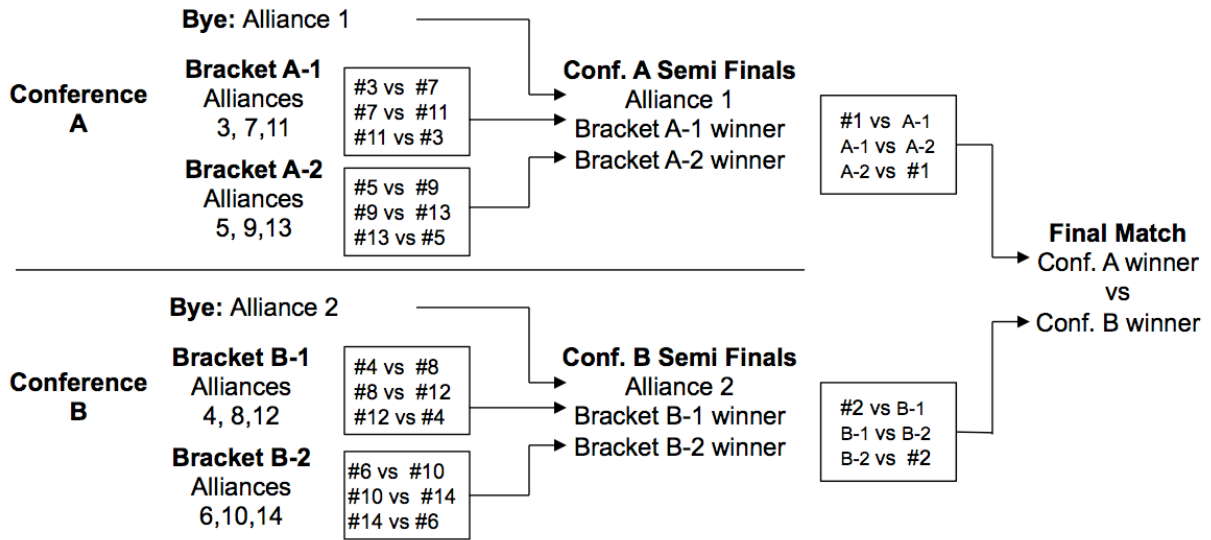 Bye: Alliance 1
Conference
A
Bracket A-1
Alliances
3, 7,11
#3 vs #7
#7 vs #11
#11 vs #3
Bracket A-2
Alliances
5, 9,13
#5 vs #9
#9 vs #13
#13 vs #5
Conf. A Semi Finals
Alliance 1
Bracket A-1 winner
Bracket A-2 winner
#1 vs A-1
A-1 vs A-2
A-2 vs #1
Bye: Alliance 2
Conference
B
Bracket B-1
Alliances
4, 8,12
#4 vs #8
#8 vs #12
#12 vs #4
Bracket B-2
Alliances
6,10,14
#6 vs #10
#10 vs #14
#14 vs #6
Conf. B Semi Finals
Alliance 2
Bracket B-1 winner
Bracket B-2 winner
#2 vs B-1
B-1 vs B-2
B-2 vs #2
Final Match
Conf. A winner
vs
Conf. B winner